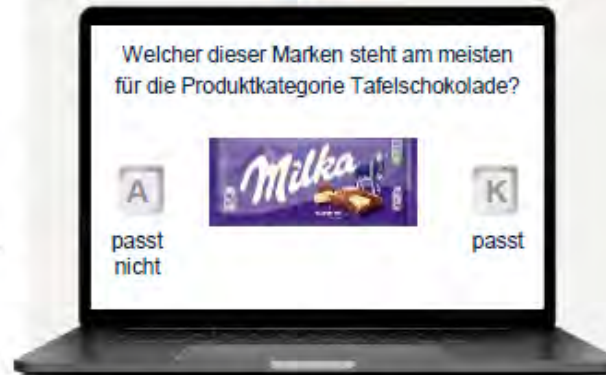 Welcher dieser Marken steht am meisten
für die Produktkategorie Tafelschokolade?
Milka
A
K
passt
nicht
passt